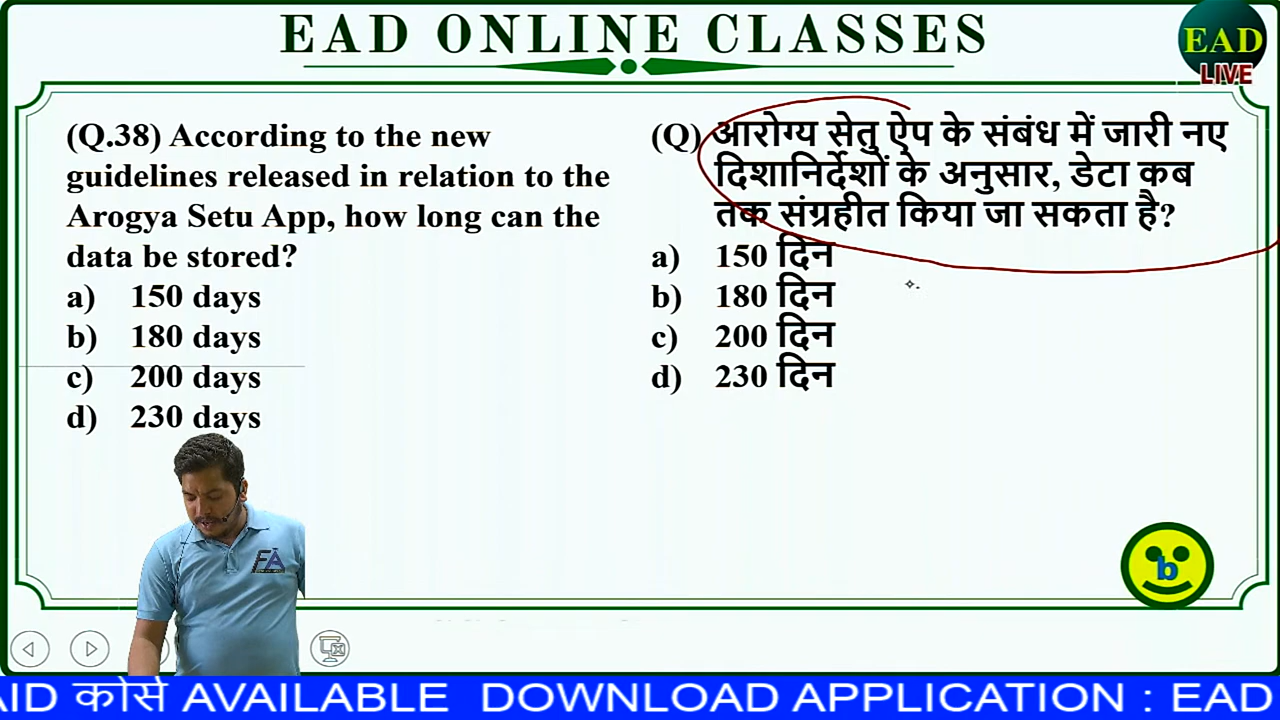 EAD ONLINE CLASSES
EAD
LIVE
(Q.38) According to the new
guidelines released in relation to the
Arogya Setu App, how long can the
data be stored?
a) 150 days
b) 180 days
c) 200 days
d) 230 days
(Q) आरोग्य सेतु ऐप के संबंध में जारी नए
दिशानिर्देशों के अनुसार, डेटा कब
तक संग्रहीत किया जा सकता है?
a) 150 दिन
b) 180 दिन
c) 200 दिन
d) 230 दिन
FA
b
AID कोर्स AVAILABLE DOWNLOAD APPLICATION : EAD